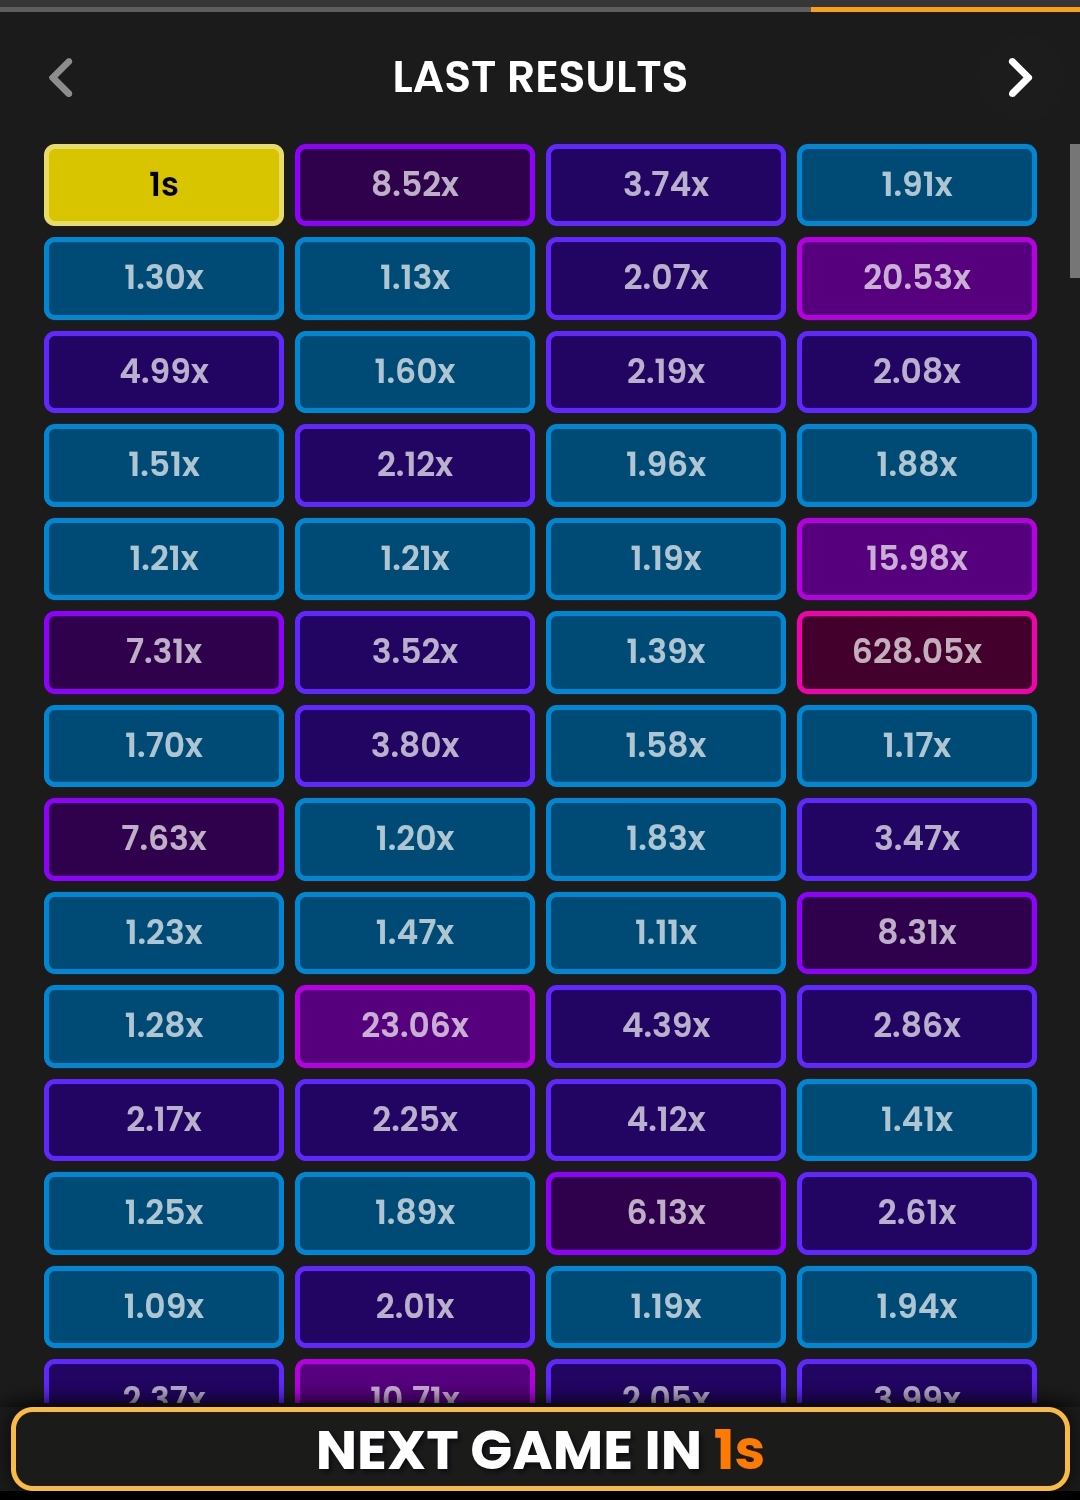 LAST RESULTS
1s 8.52x 3.74x 1.91x
1.30x 1.13x 2.07x 20.53x
4.99x 1.60x 2.19x 2.08x
1.51x 2.12x 1.96x 1.88x
1.21x 1.21x 1.19x 15.98x
7.31x 3.52x 1.39x 628.05x
1.70x 3.80x 1.58x 1.17x
7.63x 1.20x 1.83x 3.47x
1.23x 1.47x 1.11x 8.31x
1.28x 23.06x 4.39x 2.86x
2.17x 2.25x 4.12x 1.41x
1.25x 1.89x 6.13x 2.61x
1.09x 2.01x 1.19x 1.94x
2.37x 10.71x 2.05x 3.99x
NEXT GAME IN 1s